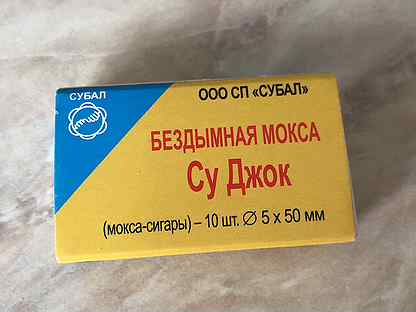 СУБАЛ
ООО СП «СУБАЛ»
БЕЗДЫМНАЯ МОКСА
Су Джок
(мокса-сигары) – 10 шт. ∅ 5 x 50 мм